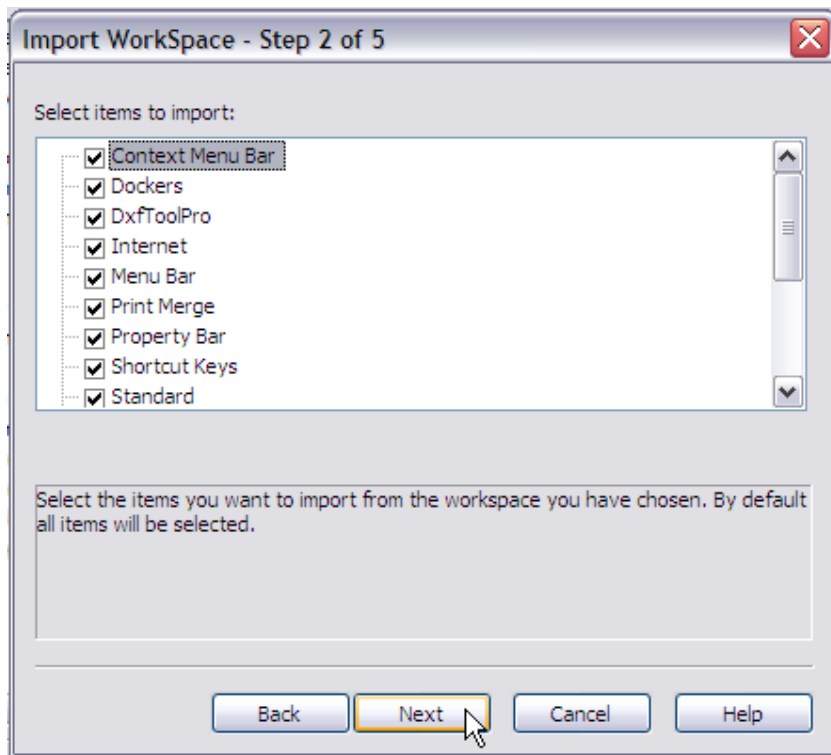 Import WorkSpace - Step 2 of 5
Select items to import:
Context Menu Bar
Dockers
DxfToolPro
Internet
Menu Bar
Print Merge
Property Bar
Shortcut Keys
Standard
Select the items you want to import from the workspace you have chosen. By default
all items will be selected.
Back Next Cancel Help